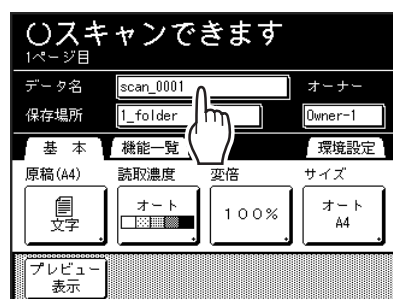 スキャンできます
1ページ目
データ名 scan_0001 オーナー
保存場所 1_folder Owner-1
基本 機能一覧 環境設定
原稿(A4) 読取濃度 変倍 サイズ
文字 オート 100% オート
A4
プレビュー
表示